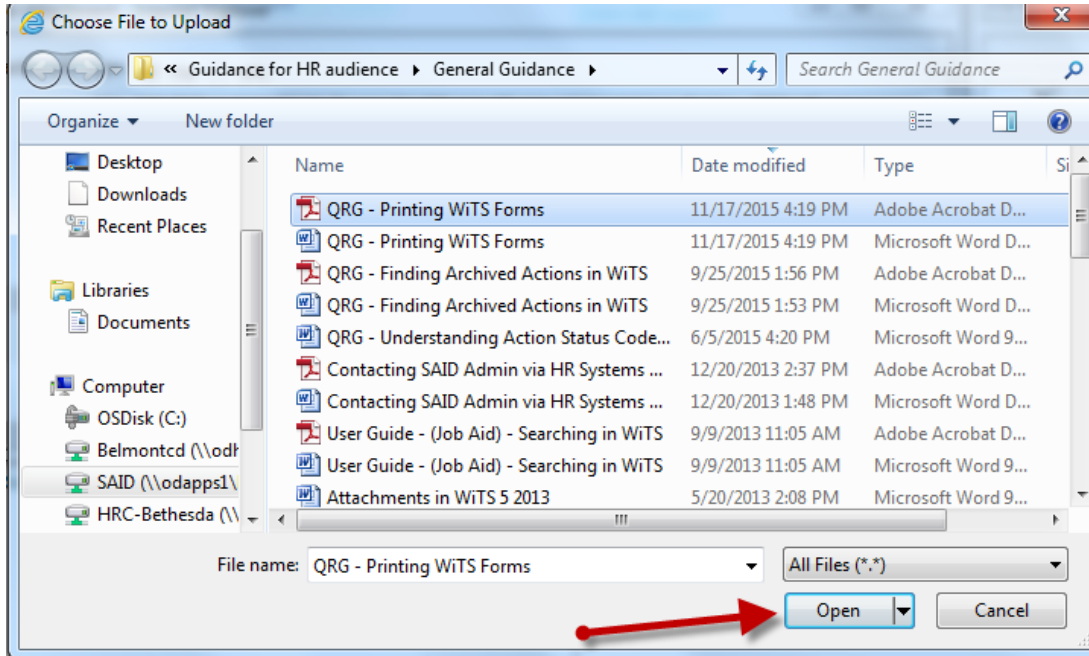 Choose File to Upload
« Guidance for HR audience General Guidance Search General Guidance
Organize New folder
Desktop
Downloads
Recent Places
Libraries
Documents
Computer
OSDisk (C:)
Belmontcd (\\odh
SAID (\\odapps1\
HRC-Bethesda (\\
Name Date modified Type Si
QRG - Printing WiTS Forms 11/17/2015 4:19 PM Adobe Acrobat D...
QRG - Printing WiTS Forms 11/17/2015 4:19 PM Microsoft Word D...
QRG - Finding Archived Actions in WiTS 9/25/2015 1:56 PM Adobe Acrobat D...
QRG - Finding Archived Actions in WiTS 9/25/2015 1:53 PM Microsoft Word D...
QRG - Understanding Action Status Code... 6/5/2015 4:20 PM Microsoft Word 9...
Contacting SAID Admin via HR Systems ... 12/20/2013 2:37 PM Adobe Acrobat D...
Contacting SAID Admin via HR Systems ... 12/20/2013 1:48 PM Microsoft Word D...
User Guide - (Job Aid) - Searching in WiTS 9/9/2013 11:05 AM Adobe Acrobat D...
User Guide - (Job Aid) - Searching in WiTS 9/9/2013 11:05 AM Microsoft Word 9...
Attachments in WiTS 5 2013 5/20/2013 2:08 PM Microsoft Word 9...
File name: QRG - Printing WiTS Forms All Files (*.*)
Open Cancel